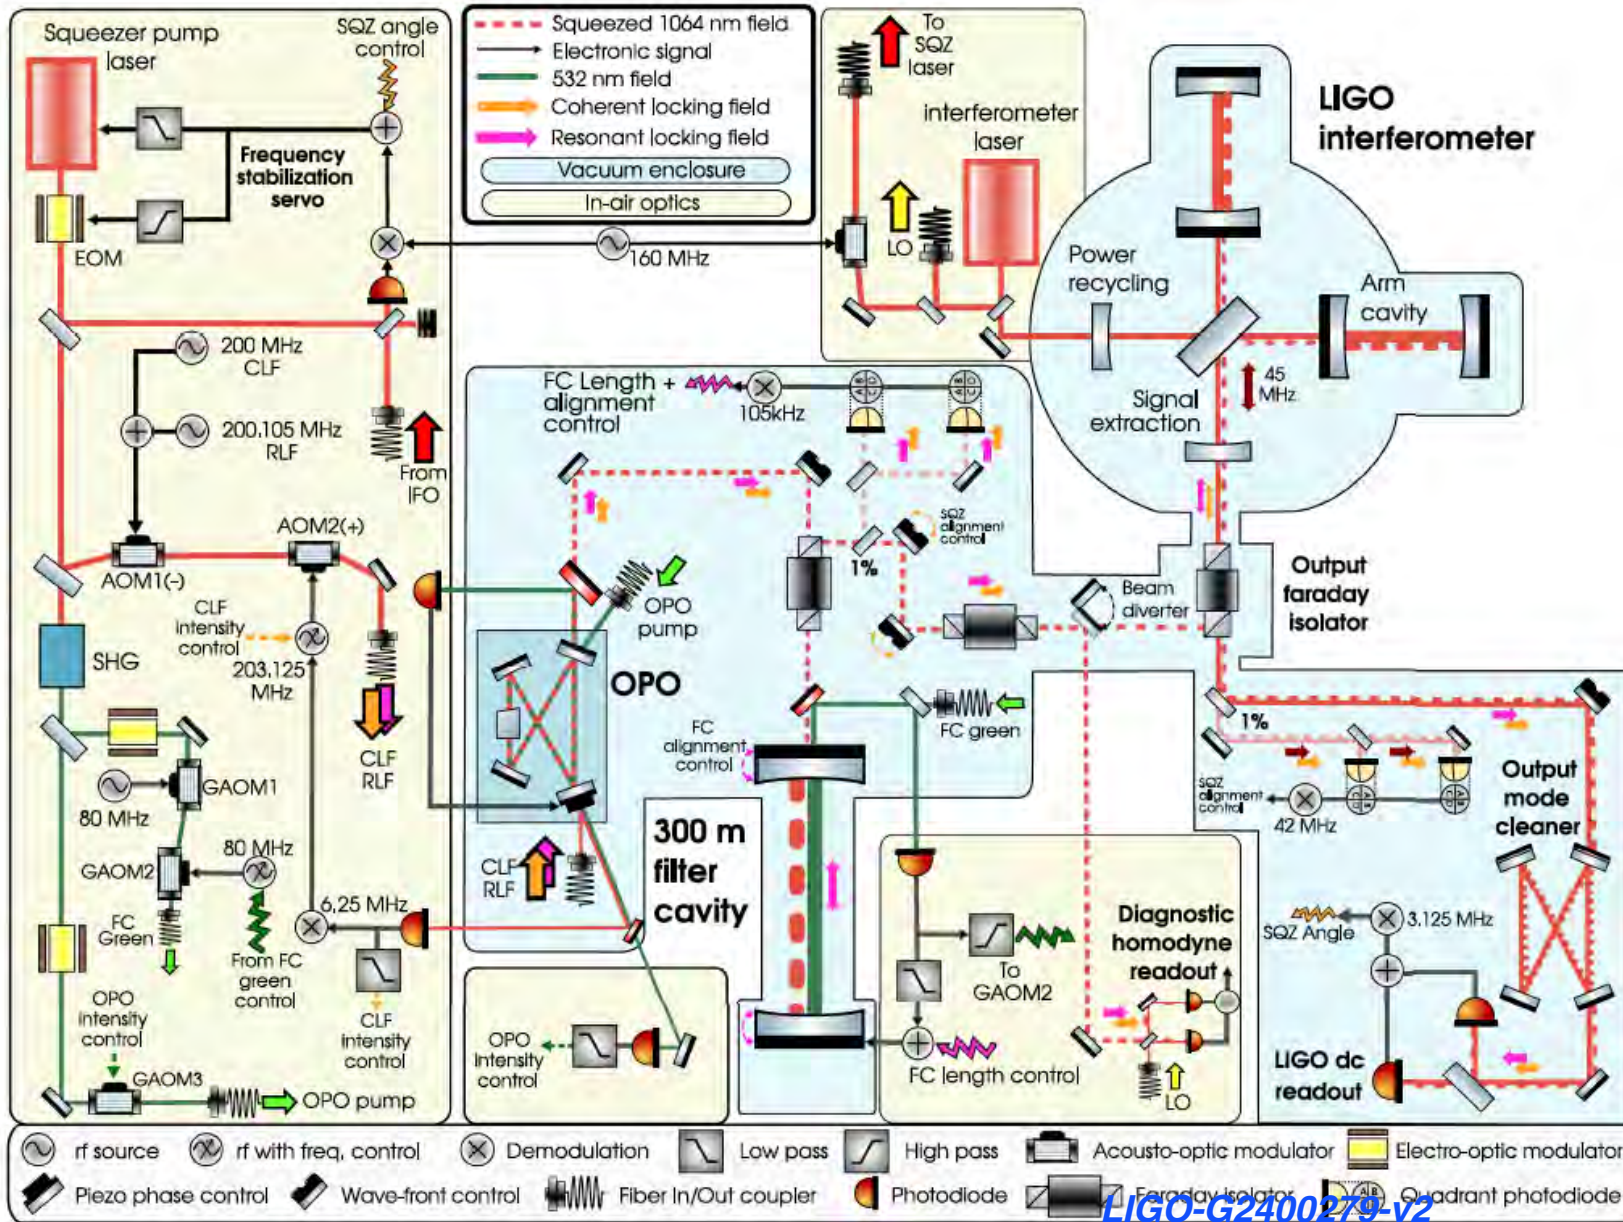 Squeezer pump
laser
SQZ angle
control
Frequency
stabilization
servo
EOM
200 MHz
CLF
200.105 MHz
RLF
From
IFO
AOM1(-)
AOM2(+)
CLF
intensity
control
203.125
MHz
CLF
RLF
SHG
80 MHz
GAOM1
GAOM2
80 MHz
FC
Green
From FC
green
control
6.25 MHz
CLF
intensity
control
OPO
intensity
control
GAOM3
OPO pump
Squeezed 1064 nm field
Electronic signal
532 nm field
Coherent locking field
Resonant locking field
Vacuum enclosure
In-air optics
160 MHz
To
SQZ
laser
LO
interferometer
laser
LIGO
interferometer
Power
recycling
Arm
cavity
45
MHz
Signal
extraction
FC Length +
alignment
control
105kHz
A B C D
A B C D
SQZ
alignment
control
1%
Beam
diverter
Output
faraday
isolator
OPO
pump
OPO
FC
alignment
control
FC green
CLF
RLF
300 m
filter
cavity
1%
SQZ
alignment
control
42 MHz
Output
mode
cleaner
To
GAOM2
Diagnostic
homodyne
readout
SQZ Angle
3.125 MHz
OPO
Intensity
control
FC length control
LO
LIGO dc
readout
rf source
rf with freq. control
Demodulation
Low pass
High pass
Acousto-optic modulator
Electro-optic modulator
Piezo phase control
Wave-front control
Fiber In/Out coupler
Photodiode
Faraday isolator
Quadrant photodiode
LIGO-G2400279-v2